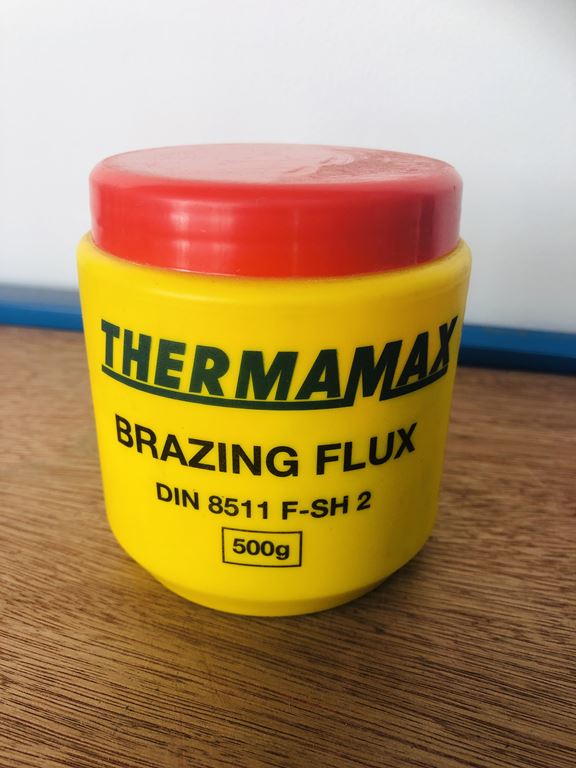 THERMAMAX
BRAZING FLUX
DIN 8511 F-SH 2
500g